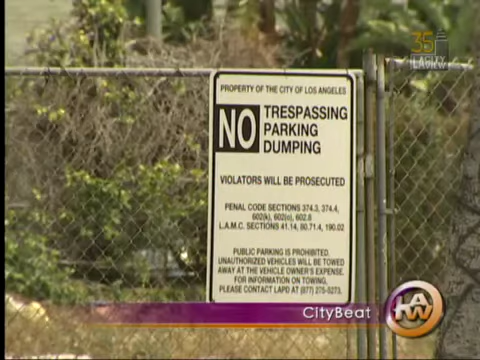 35
LA CITYVIEW
PROPERTY OF THE CITY OF LOS ANGELES
NO TRESPASSING
PARKING
DUMPING
VIOLATORS WILL BE PROSECUTED
PENAL CODE SECTIONS 374.3, 374.4,
602(k), 602(o), 602.8
L.A.M.C. SECTIONS 41.14, 80.71.4, 190.02
PUBLIC PARKING IS PROHIBITED.
UNAUTHORIZED VEHICLES WILL BE TOWED
AWAY AT THE VEHICLE OWNER'S EXPENSE.
FOR INFORMATION ON TOWING,
PLEASE CONTACT LAPD AT (877) 275-5273.
CityBeat